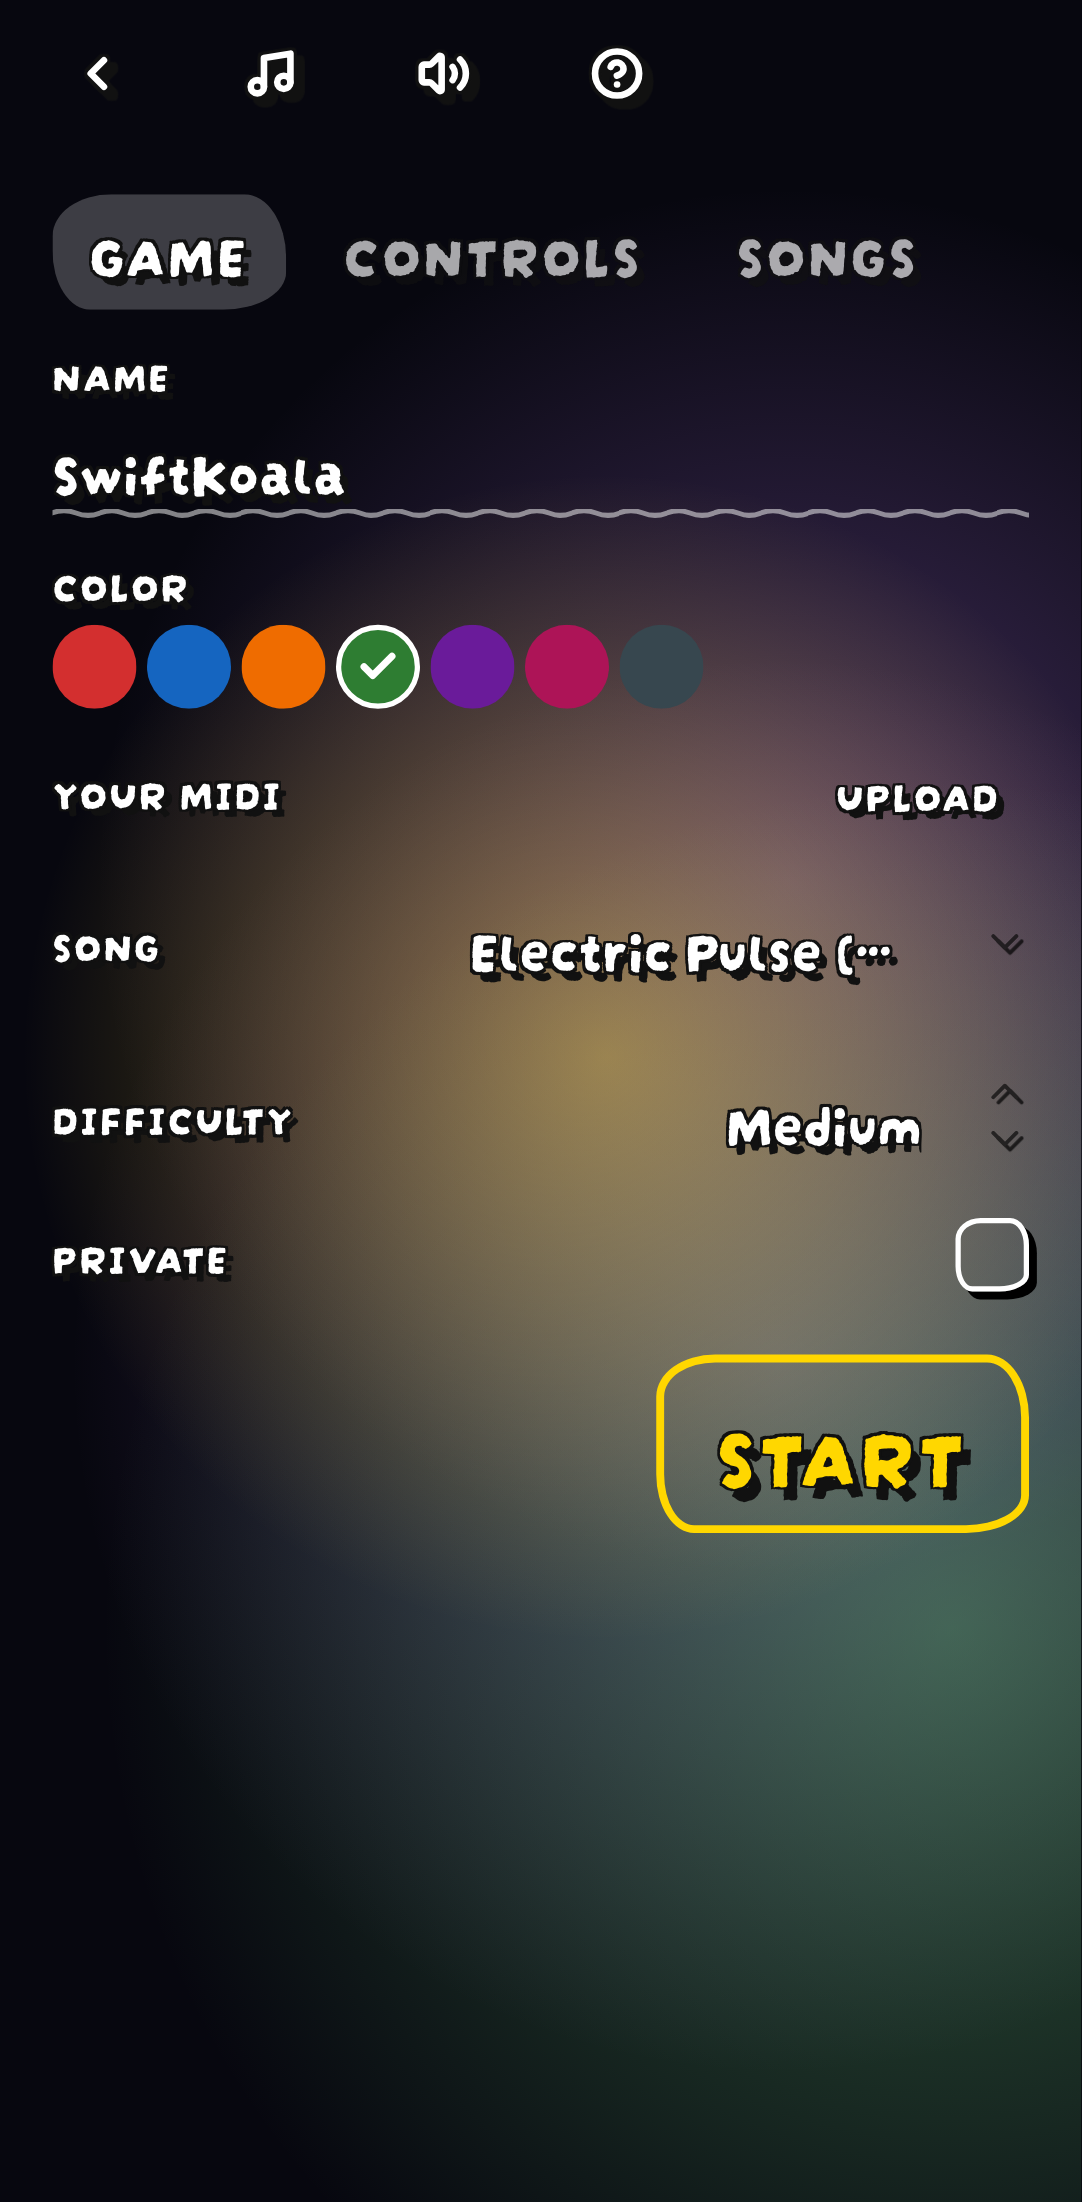 GAME CONTROLS SONGS
NAME
SwiftKoala
COLOR
YOUR MIDI UPLOAD
SONG Electric Pulse (...
DIFFICULTY Medium
PRIVATE
START